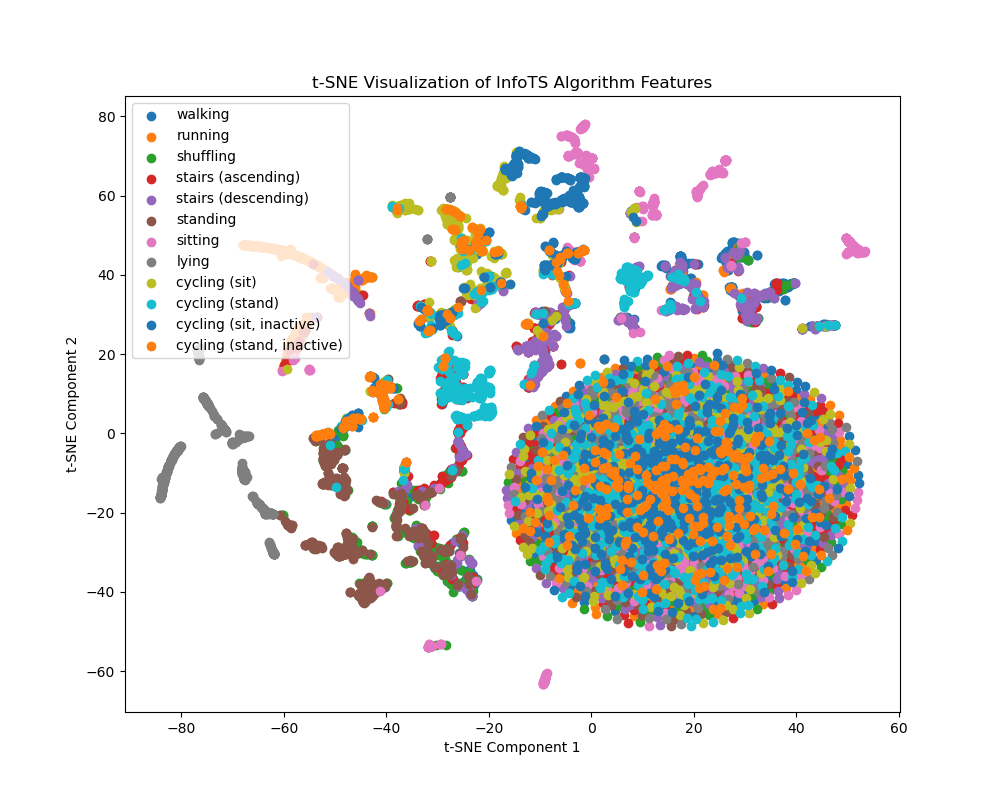 t-SNE Visualization of InfoTS Algorithm Features
walking
running
shuffling
stairs (ascending)
stairs (descending)
standing
sitting
lying
cycling (sit)
cycling (stand)
cycling (sit, inactive)
cycling (stand, inactive)
t-SNE Component 2
80
60
40
20
0
−20
−40
−60
−80 −60 −40 −20 0 20 40 60
t-SNE Component 1